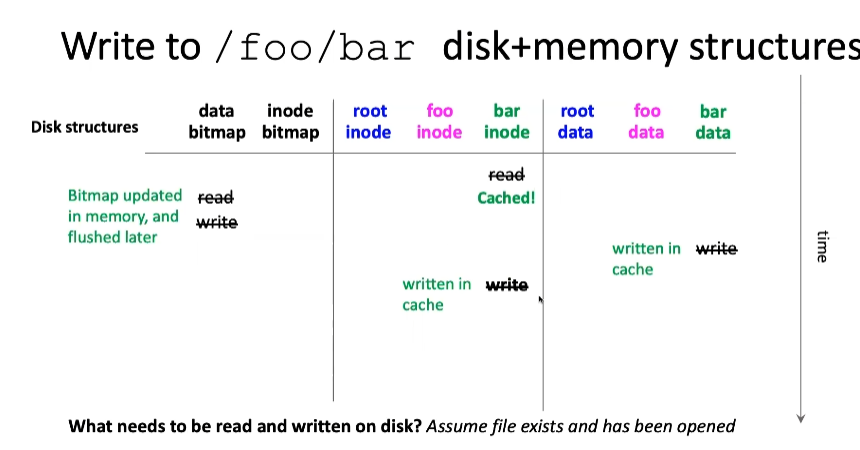 Write to /foo/bar disk+memory structures
Disk structures
data bitmap
inode bitmap
root inode
foo inode
bar inode
root data
foo data
bar data
read
Cached!
Bitmap updated in memory, and flushed later
read
write
written in cache
write
written in cache
write
time
What needs to be read and written on disk? Assume file exists and has been opened